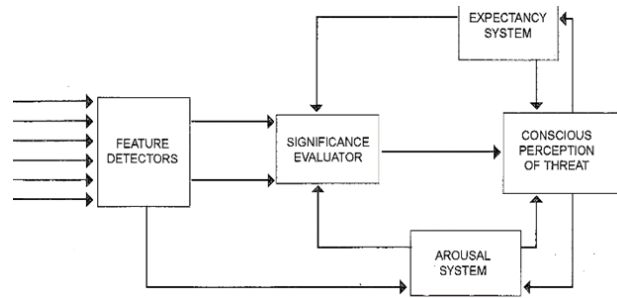 EXPECTANCY
SYSTEM
FEATURE
DETECTORS
SIGNIFICANCE
EVALUATOR
CONSCIOUS
PERCEPTION
OF THREAT
AROUSAL
SYSTEM